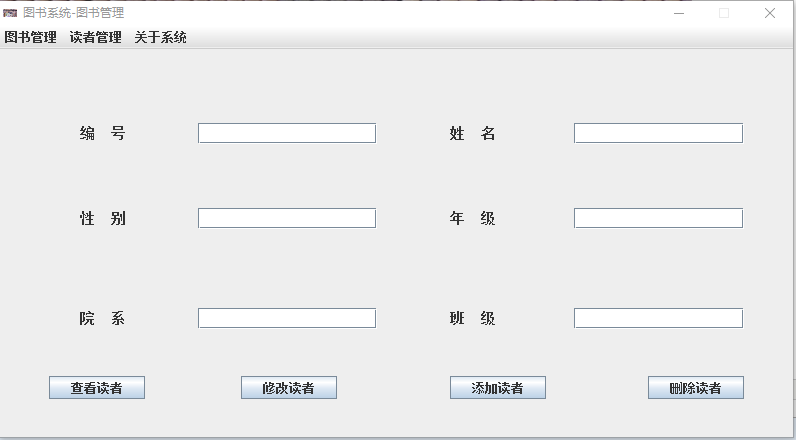 图书系统-图书管理
图书管理 读者管理 关于系统
编 号 姓 名
性 别 年 级
院 系 班 级
查看读者 修改读者 添加读者 删除读者